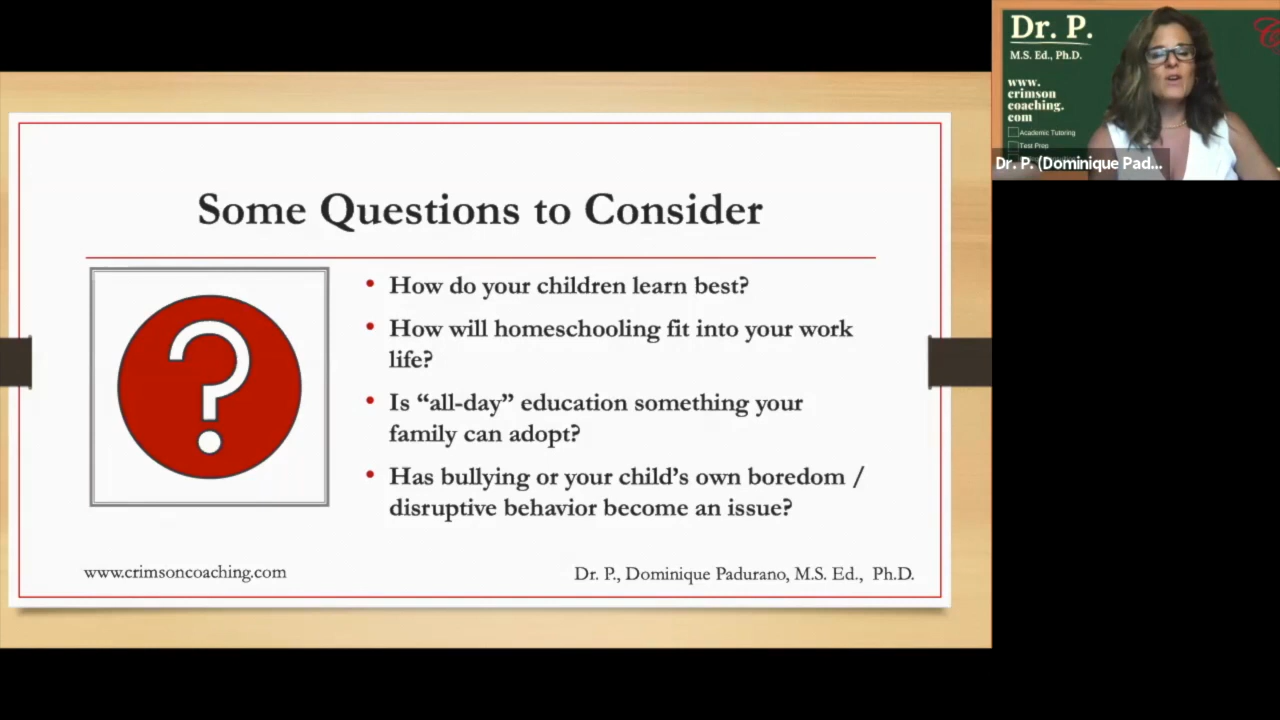 Some Questions to Consider
• How do your children learn best?
• How will homeschooling fit into your work
life?
• Is “all-day” education something your
family can adopt?
• Has bullying or your child’s own boredom /
disruptive behavior become an issue?
www.crimsoncoaching.com
Dr. P., Dominique Padurano, M.S. Ed., Ph.D.
Dr. P.
M.S. Ed., Ph.D.
www.
crimson
coaching.
com
Academic Tutoring
Test Prep
Dr. P. (Dominique Pad...